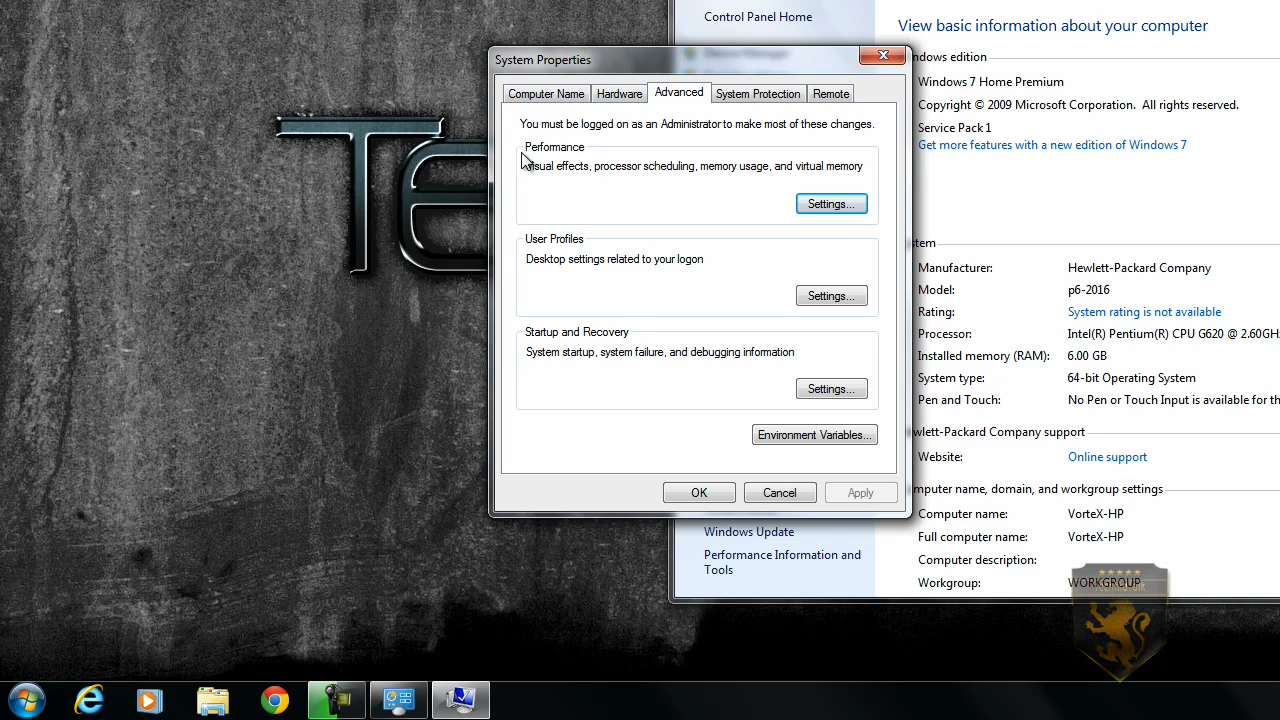 Control Panel Home
View basic information about your computer
System Properties
ndows edition
Computer Name
Hardware
Advanced
System Protection
Remote
Windows 7 Home Premium
Copyright © 2009 Microsoft Corporation. All rights reserved.
You must be logged on as an Administrator to make most of these changes.
Service Pack 1
Get more features with a new edition of Windows 7
Performance
isual effects, processor scheduling, memory usage, and virtual memory
Settings...
User Profiles
Desktop settings related to your logon
Settings...
Startup and Recovery
System startup, system failure, and debugging information
Settings...
Environment Variables...
OK
Cancel
Apply
tem
Manufacturer: Hewlett-Packard Company
Model: p6-2016
Rating: System rating is not available
Processor: Intel(R) Pentium(R) CPU G620 @ 2.60GH
Installed memory (RAM): 6.00 GB
System type: 64-bit Operating System
Pen and Touch: No Pen or Touch Input is available for th
wlett-Packard Company support
Website: Online support
mputer name, domain, and workgroup settings
Computer name: VorteX-HP
Full computer name: VorteX-HP
Computer description:
Workgroup: WORKGROUP
Windows Update
Performance Information and
Tools
Te